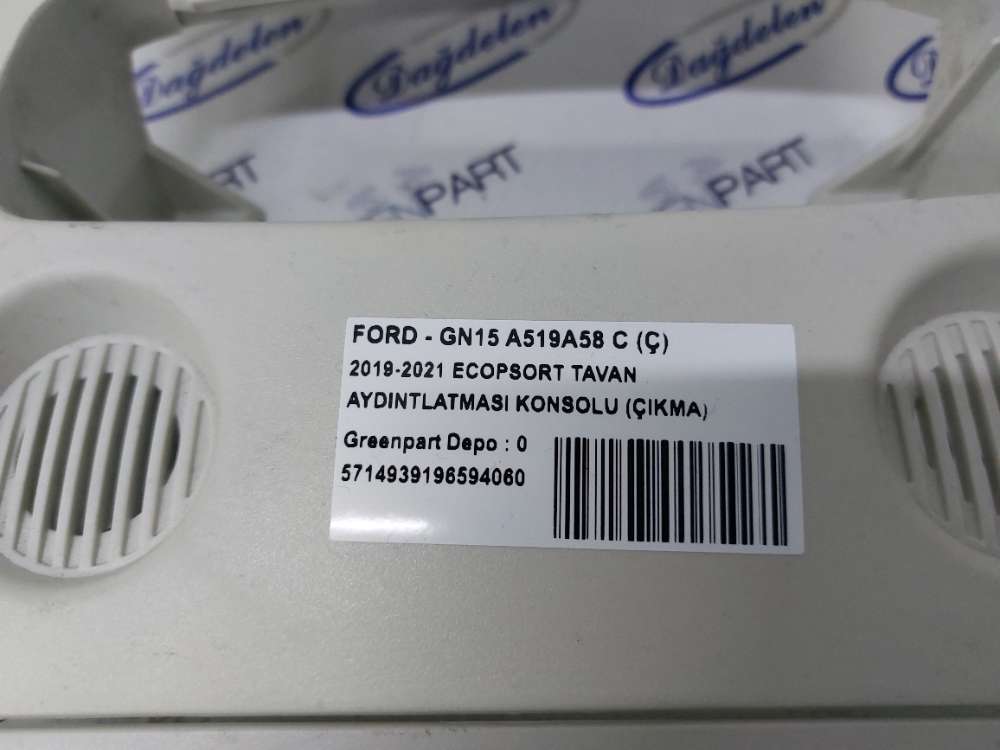 Dağdelen
Dağdelen
Dağdelen
PART
PART
FORD - GN15 A519A58 C (Ç)
2019-2021 ECOPSORT TAVAN
AYDINTLATMASI KONSOLU (ÇIKMA)
Greenpart Depo : 0
5714939196594060